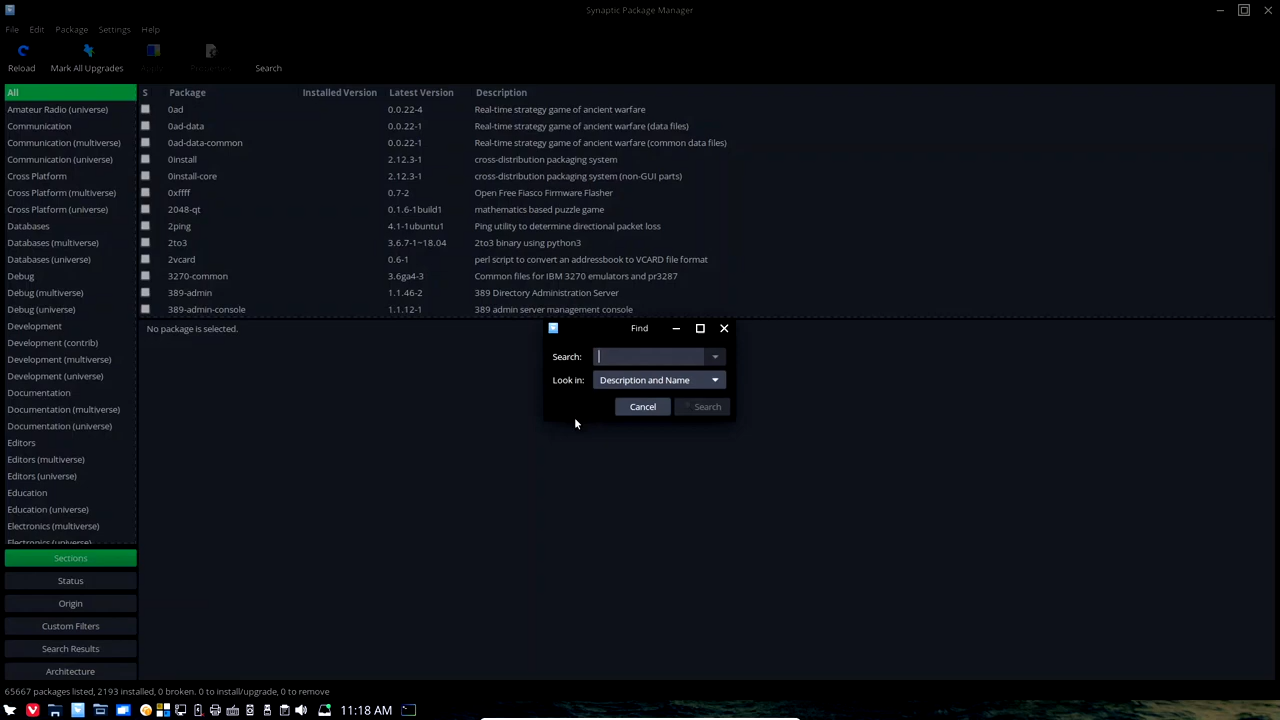 Synaptic Package Manager
File Edit Package Settings Help
Reload Mark All Upgrades Apply Properties Search
All
Amateur Radio (universe)
Communication
Communication (multiverse)
Communication (universe)
Cross Platform
Cross Platform (multiverse)
Cross Platform (universe)
Databases
Databases (multiverse)
Databases (universe)
Debug
Debug (multiverse)
Debug (universe)
Development
Development (contrib)
Development (multiverse)
Development (universe)
Documentation
Documentation (multiverse)
Documentation (universe)
Editors
Editors (multiverse)
Editors (universe)
Education
Education (universe)
Electronics (multiverse)
Electronics (universe)
Sections
Status
Origin
Custom Filters
Search Results
Architecture
S Package Installed Version Latest Version Description
0ad 0.0.22-4 Real-time strategy game of ancient warfare
0ad-data 0.0.22-1 Real-time strategy game of ancient warfare (data files)
0ad-data-common 0.0.22-1 Real-time strategy game of ancient warfare (common data files)
0install 2.12.3-1 cross-distribution packaging system
0install-core 2.12.3-1 cross-distribution packaging system (non-GUI parts)
0xffff 0.7-2 Open Free Fiasco Firmware Flasher
2048-qt 0.1.6-1build1 mathematics based puzzle game
2ping 4.1-1ubuntu1 Ping utility to determine directional packet loss
2to3 3.6.7-1~18.04 2to3 binary using python3
2vcard 0.6-1 perl script to convert an addressbook to VCARD file format
3270-common 3.6ga4-3 Common files for IBM 3270 emulators and pr3287
389-admin 1.1.46-2 389 Directory Administration Server
389-admin-console 1.1.12-1 389 admin server management console
No package is selected.
Find
Search:
Look in: Description and Name
Cancel Search
65667 packages listed, 2193 installed, 0 broken. 0 to install/upgrade, 0 to remove
11:18 AM